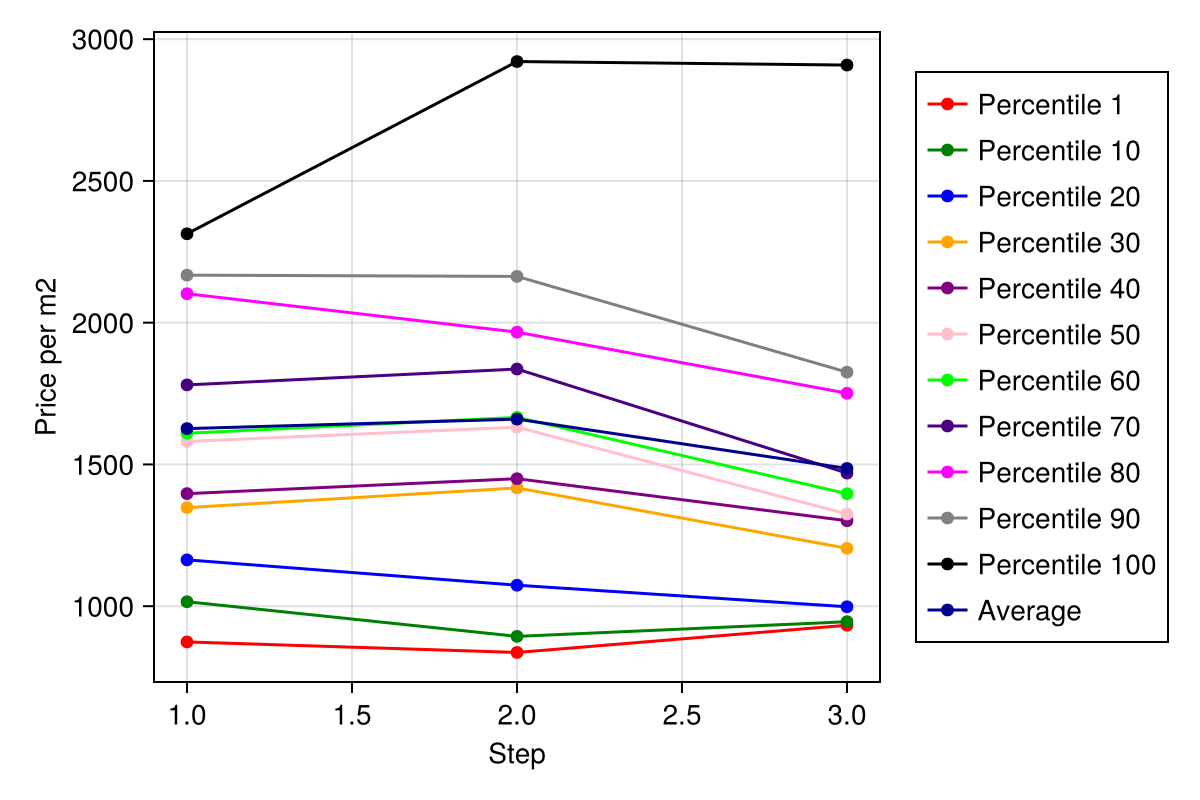 3000
2500
2000
1500
1000
Price per m2
1.0 1.5 2.0 2.5 3.0
Step
Percentile 1
Percentile 10
Percentile 20
Percentile 30
Percentile 40
Percentile 50
Percentile 60
Percentile 70
Percentile 80
Percentile 90
Percentile 100
Average